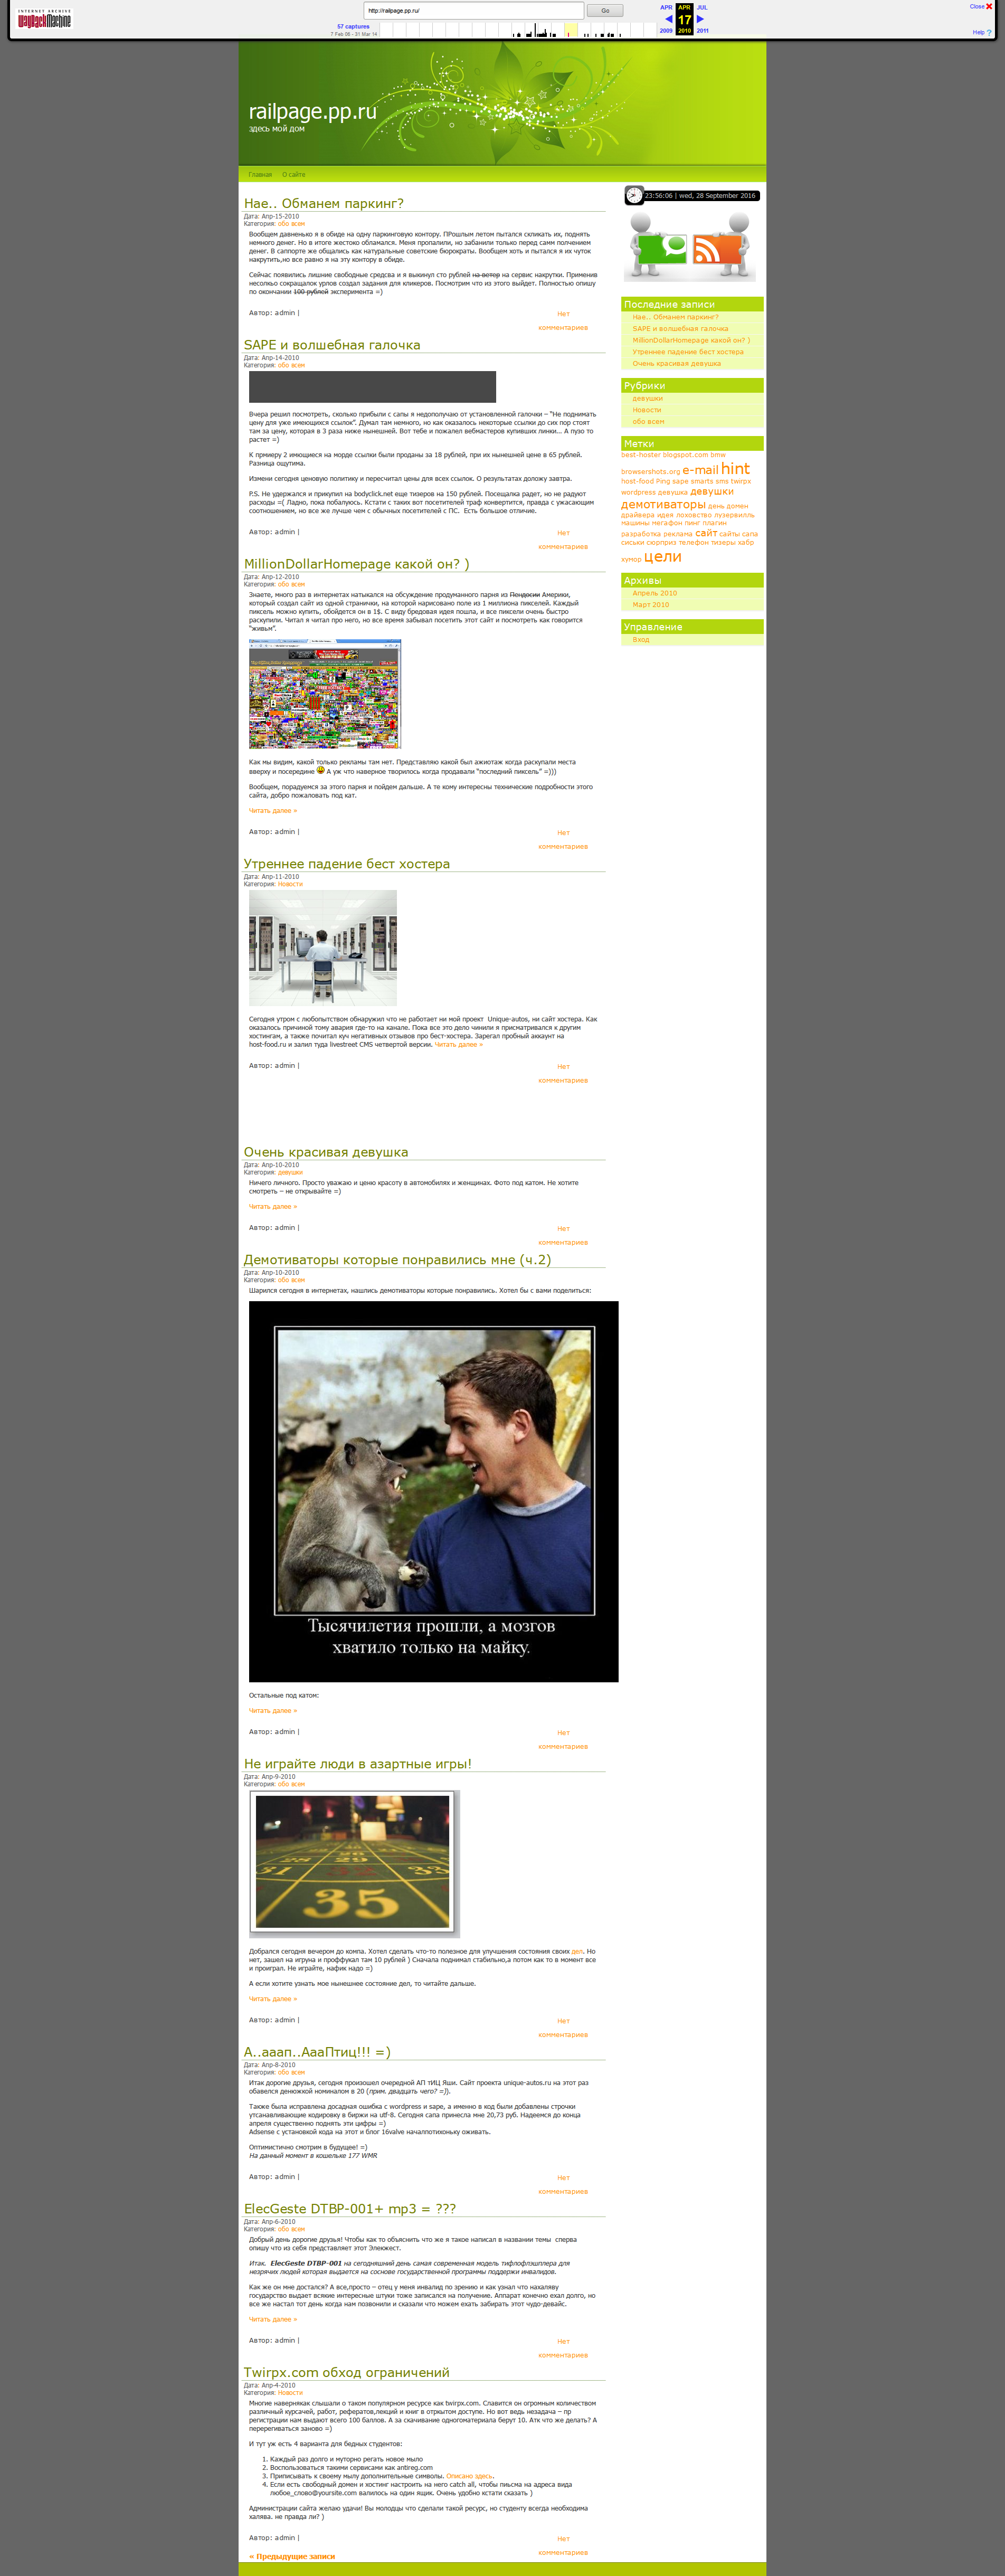 INTERNET ARCHIVE
WayBackMachine
http://railpage.pp.ru/
Go
57 captures
7 Feb 06 - 21 Mar 14
APR APR JUL
17
2009 2010 2011
Close
Help ?
railpage.pp.ru
здесь мой дом
Главная О сайте
Нае.. Обманем паркинг?
Дата: Апр-15-2010
Категория: обо всем
Вообщем давненько я в обиде на одну паркинговую контору. ПРошлым летом пытался скликать их, поднять
немного денег. Но в итоге жестоко обламался. Меня пропалили, но забанили только перед самм полчением
денег. В саппорте же общались как натуральные советские бюрократы. Вообщем хоть и пытался я их чуток
накрутить,но все равно я на эту контору в обиде.
Сейчас появились лишние свободные средсва и я выкинул сто рублей на ветер на сервис накрутки. Применив
несолкьо сокращалок урлов создал задания для кликеров. Посмотрим что из этого выйдет. Полностью опишу
по окончании 100 рублей эксперимента =)
Автор: admin |
Нет
комментариев
SAPE и волшебная галочка
Дата: Апр-14-2010
Категория: обо всем
Вчера решил посмотреть, сколько прибыли с сапы я недополучаю от установленной галочки – “Не поднимать
цену для уже имеющихся ссылок”. Думал там немного, но как оказалось некоторые ссылки до сих пор стоят
там за цену, которая в 3 раза ниже нынешней. Вот тебе и пожалел вебмастеров купивших линки... А пузо то
растет =)
К прмиеру 2 имеющиеся на морде ссылки были проданы за 18 рублей, при их нынешней цене в 65 рублей.
Разница ощутима.
Измени сегодня ценовую политику и пересчитал цены для всех ссылок. О результатах доложу завтра.
P.S. Не удержался и прикупил на bodyclick.net еще тизеров на 150 рублей. Посещалка радует, но не радуют
расходы =( Ладно, пока побалуюсь. Кстати с таких вот посетителей траф конвертится правда с ужасающим
соотношением, но все же лучше чем с обычных посетителей с ПС.  Есть большое отличие.
Автор: admin |
Нет
комментариев
MillionDollarHomepage какой он? )
Дата: Апр-12-2010
Категория: обо всем
Знаете, много раз в интернетах натыкался на обсуждение продуманного парня из Пендосии Америки,
который создал сайт из одной странички, на которой нарисовано поле из 1 миллиона пикселей. Каждый
пиксель можно купить, обойдется он в 1$. С виду бредовая идея пошла, и все пиксели очень быстро
раскупили. Читал я читал про него, но все время забывал посетить этот сайт и посмотреть как говорится
“живьм”.
Как мы видим, какой только рекламы там нет. Представляю какой был ажиотаж когда раскупали места
вверху и посередине А уж что наверное творилось когда продавали “последний пиксель” =)))
Вообщем, порадуемся за этого парня и пойдем дальше. А те кому интересны технические подробности этого
сайта, добро пожаловать под кат.
Читать далее »
Автор: admin |
Нет
комментариев
Утреннее падение бест хостера
Дата: Апр-11-2010
Категория: Новости
Сегодня утром с любопытством обнаружил что не работает ни мой проект  Unique-autos, ни сайт хостера. Как
оказалось причиной тому авария где-то на канале. Пока все это дело чинили я присматривался к другим
хостингам, а также почитал куч негативных отзывов про бест-хостера. Зарегал пробный аккаунт на
host-food.ru и залил туда livestreet CMS четвертой версии. Читать далее »
Автор: admin |
Нет
комментариев
Очень красивая девушка
Дата: Апр-10-2010
Категория: девушки
Ничего личного. Просто уважаю и ценю красоту в автомобилях и женщинах. Фото под катом. Не хотите
смотреть – не открывайте =)
Читать далее »
Автор: admin |
Нет
комментариев
Демотиваторы которые понравились мне (ч.2)
Дата: Апр-10-2010
Категория: обо всем
Шарился сегодня в интернетах, нашлись демотиваторы которые понравились. Хотел бы с вами поделиться:
Тысячилетия прошли, а мозгов
хватило только на майку.
Остальные под катом:
Читать далее »
Автор: admin |
Нет
комментариев
Не играйте люди в азартные игры!
Дата: Апр-9-2010
Категория: обо всем
31 32 33
35
Добрался сегодня вечером до компа. Хотел сделать что-то полезное для улучшения состояния своих дел. Но
нет, зашел на игруна и проффукал там 10 рублей ) Сначала поднимал стабильно,а потом как то в момент все
и проиграл. Не играйте, нафик надо =)
А если хотите узнать мое нынешнее состояние дел, то читайте дальше.
Читать далее »
Автор: admin |
Нет
комментариев
А..ааап..АааПтиц!!! =)
Дата: Апр-8-2010
Категория: обо всем
Итак дорогие друзья, сегодня произошел очередной АП тИЦ Яши. Сайт проекта unique-autos.ru на этот раз
обавелся денюжкой номиналом в 20 (прим. двадцать чего? =)).
Также была исправлена досадная ошибка с wordpress и sape, а именно в код были добавлены строчки
утсанавливающие кодировку в биржи на utf-8. Сегодня сапа принесла мне 20,73 руб. Надеемся до конца
апреля существенно поднять эти цифры =)
Adsense с установкой кода на этот и блог 16valve началпотихоньку оживать.
Оптимистично смотрим в будущее! =)
На данный момент в кошельке 177 WMR
Автор: admin |
Нет
комментариев
ElecGeste DTBP-001+ mp3 = ???
Дата: Апр-6-2010
Категория: обо всем
Добрый день дорогие друзья! Чтобы как то объяснить что же я такое написал в названии темы  сперва
опишу что из себя представляет этот Элекжест.
Итак.  ElecGeste DTBP-001 на сегодняшний день самая современная модель тифлофлэшплера для
незрячих людей которая выдается на соснове государственной программы поддержи инвалидов.
Как же он мне достался? А все,просто – отец у меня инвалид по зрению и как узнал что нахаляву
государство выдает всякие интересные штуки тоже записался на получение. Аппарат конечно ехал долго, но
все же настал тот день когда нам позвонили и сказали что можем ехать забирать этот чудо-девайс.
Читать далее »
Автор: admin |
Нет
комментариев
Twirpx.com обход ограничений
Дата: Апр-4-2010
Категория: Новости
Многие навернякак слышали о таком популярном ресурсе как twirpx.com. Славится он огромным количеством
различный курсачей, работ, рефератов,лекций и книг в откуытом доступе. Но вот ведь незадача – пр
регистрации нам выдают всего 100 баллов. А за скачивание одногоматериала берут 10. Атк что же делать? А
перерегиваться заново =)
И тут уж есть 4 варианта для бедных студентов:
1. Каждый раз долго и муторно регать новое мыло
2. Воспользоваться такими сервисами как antireg.com
3. Приписывать к своему мылу дополнительные символы. Описано здесь.
4. Если есть свободный домен и хостинг настроить на него catch all, чтобы пиьсма на адреса вида
любое_слово@yoursite.com валилось на один ящик. Очень удобно кстати сказать )
Администрации сайта желаю удачи! Вы молодцы что сделали такой ресурс, но студенту всегда необходима
халява. не правда ли? )
Автор: admin |
Нет
комментариев
« Предыдущие записи
23:56:06 | wed, 28 September 2016
Последние записи
Нае.. Обманем паркинг?
SAPE и волшебная галочка
MillionDollarHomepage какой он? )
Утреннее падение бест хостера
Очень красивая девушка
Рубрики
девушки
Новости
обо всем
Метки
best-hoster blogspot.com bmw
browsershots.org e-mail hint
host-food Ping sape smarts sms twirpx
wordpress девушка девушки
демотиваторы день домен
драйвера идея лоховство лузервилль
машины мегафон пинг плагин
разработка реклама сайт сайты сапа
сиськи сюрприз телефон тизеры хабр
хумор цели
Архивы
Апрель 2010
Март 2010
Управление
Вход